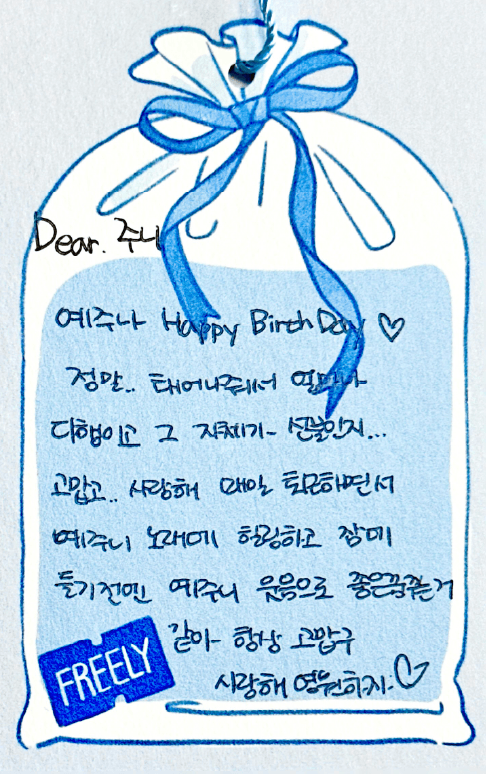 Dear. 주니
예주나 Happy Birth Day ♡
정말.. 태어나줘서 얼마나
다행이고 그 자체가 선물인지...
고맙고.. 사랑해 매일 퇴근하면서
예주니 노래에 힐링하고 잠에
들기전엔 예주니 웃음으로 좋은꿈꾸는거
같아 항상 고맙구
사랑해 영원하자 ♡
FREELY